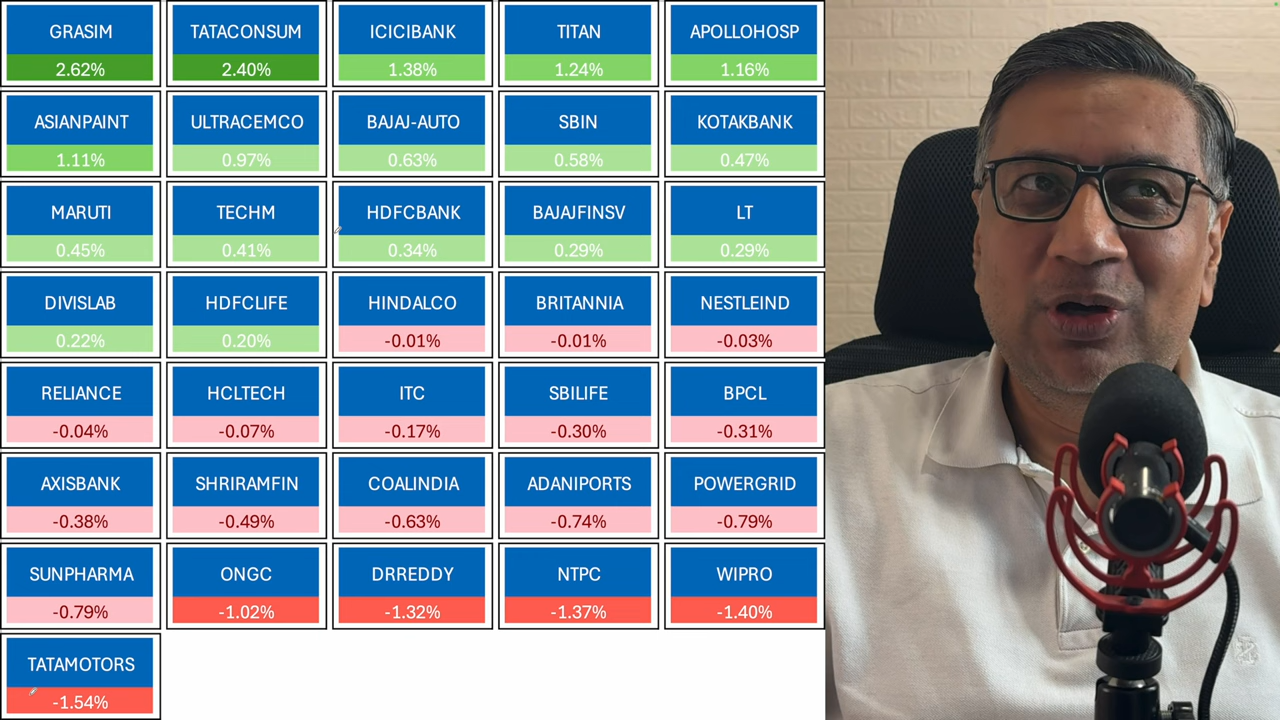 GRASIM TATACONSUM ICICIBANK TITAN APOLLOHOSP
2.62% 2.40% 1.38% 1.24% 1.16%
ASIANPAINT ULTRACEMCO BAJAJ-AUTO SBIN KOTAKBANK
1.11% 0.97% 0.63% 0.58% 0.47%
MARUTI TECHM HDFCBANK BAJAJFINSV LT
0.45% 0.41% 0.34% 0.29% 0.29%
DIVISLAB HDFCLIFE HINDALCO BRITANNIA NESTLEIND
0.22% 0.20% -0.01% -0.01% -0.03%
RELIANCE HCLTECH ITC SBILIFE BPCL
-0.04% -0.07% -0.17% -0.30% -0.31%
AXISBANK SHRIRAMFIN COALINDIA ADANIPORTS POWERGRID
-0.38% -0.49% -0.63% -0.74% -0.79%
SUNPHARMA ONGC DRREDDY NTPC WIPRO
-0.79% -1.02% -1.32% -1.37% -1.40%
TATAMOTORS
-1.54%